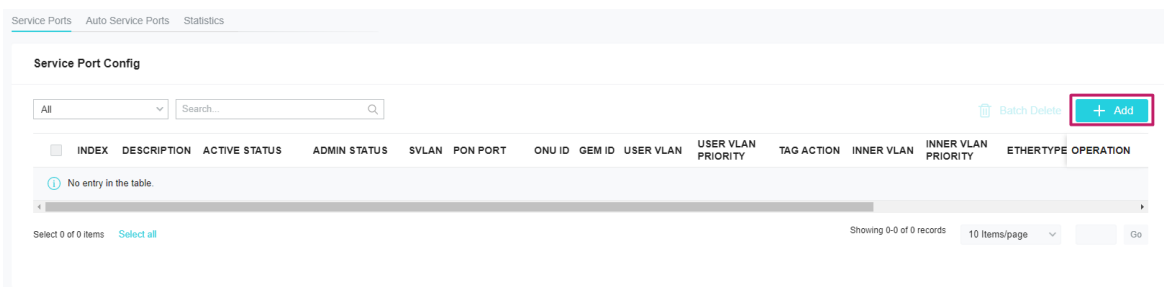 Service Ports Auto Service Ports Statistics
Service Port Config
All Search... Batch Delete + Add
INDEX DESCRIPTION ACTIVE STATUS ADMIN STATUS SVLAN PON PORT ONU ID GEM ID USER VLAN USER VLAN PRIORITY TAG ACTION INNER VLAN INNER VLAN PRIORITY ETHERTYPE OPERATION
No entry in the table.
Select 0 of 0 items Select all Showing 0-0 of 0 records 10 Items/page Go